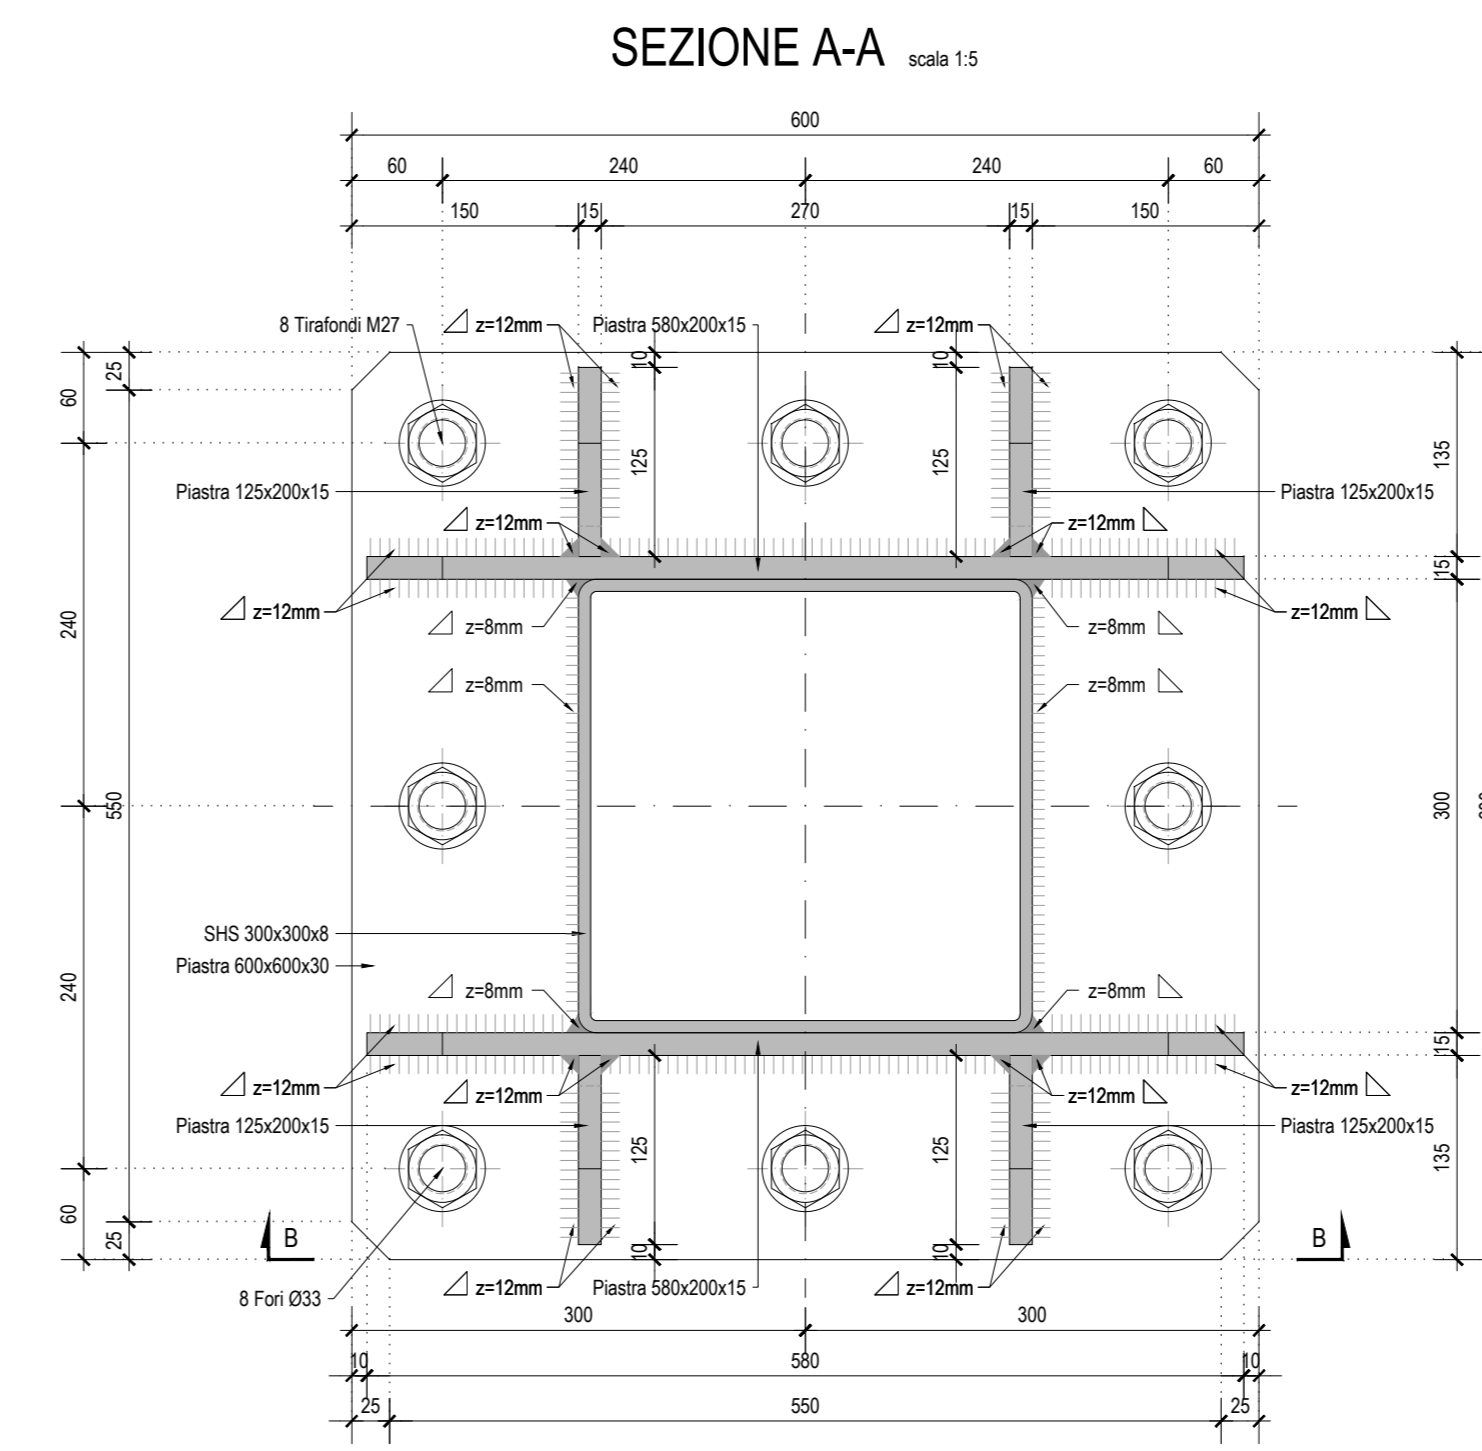 SEZIONE A-A scala 1:5
600
60 240 240 60
150 15 270 15 150
8 Tirafondi M27 z=12mm Piastra 580x200x15 z=12mm
10 10
25
60
125 125 135
Piastra 125x200x15 Piastra 125x200x15
z=12mm z=12mm
15
z=12mm z=12mm
z=8mm z=8mm
240
z=8mm z=8mm
550 300
SHS 300x300x8
Piastra 600x600x30
240
z=8mm z=8mm
15
z=12mm z=12mm z=12mm z=12mm
Piastra 125x200x15 Piastra 125x200x15
125 125 135
60
25
B B
10 10
z=12mm Piastra 580x200x15 z=12mm
8 Fori Ø33
300 300
10 580 10
25 550 25